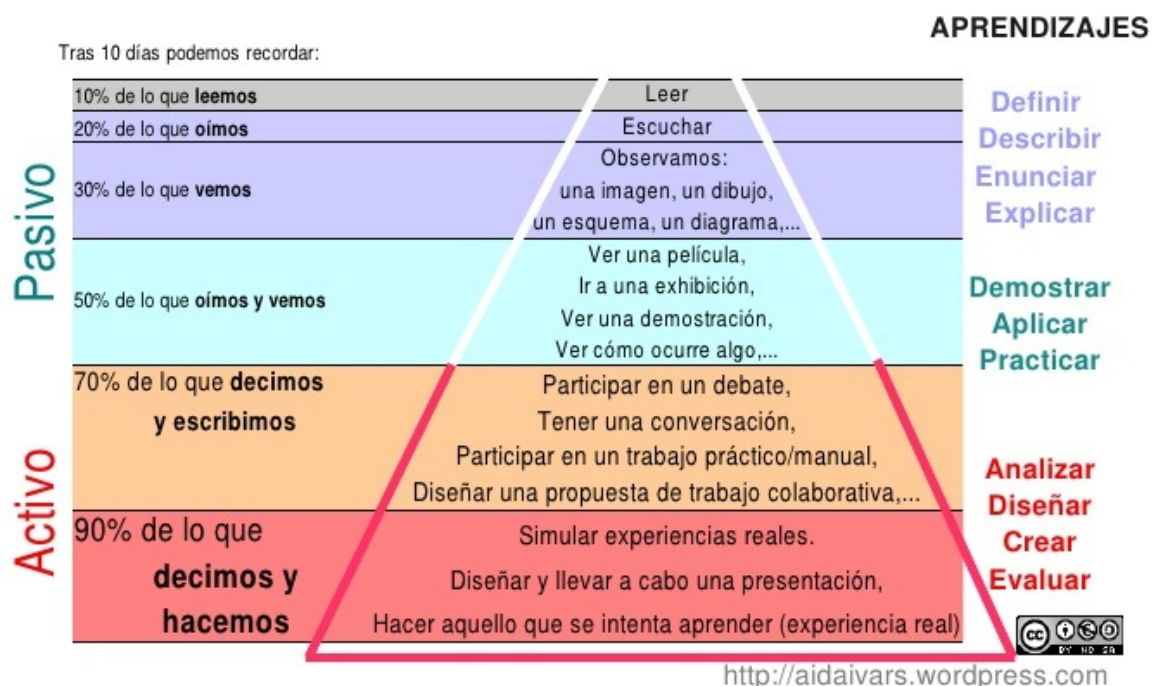 APRENDIZAJES
Tras 10 días podemos recordar:
Pasivo
10% de lo que leemos
Leer
20% de lo que oímos
Escuchar
30% de lo que vemos
Observamos:
una imagen, un dibujo,
un esquema, un diagrama,...
Definir
Describir
Enunciar
Explicar
50% de lo que oímos y vemos
Ver una película,
Ir a una exhibición,
Ver una demostración,
Ver cómo ocurre algo,...
Demostrar
Aplicar
Practicar
Activo
70% de lo que decimos
y escribimos
Participar en un debate,
Tener una conversación,
Participar en un trabajo práctico/manual,
Diseñar una propuesta de trabajo colaborativa,...
90% de lo que
decimos y
hacemos
Simular experiencias reales.
Diseñar y llevar a cabo una presentación,
Hacer aquello que se intenta aprender (experiencia real)
Analizar
Diseñar
Crear
Evaluar
cc
BY NC SA
http://aidaivars.wordpress.com